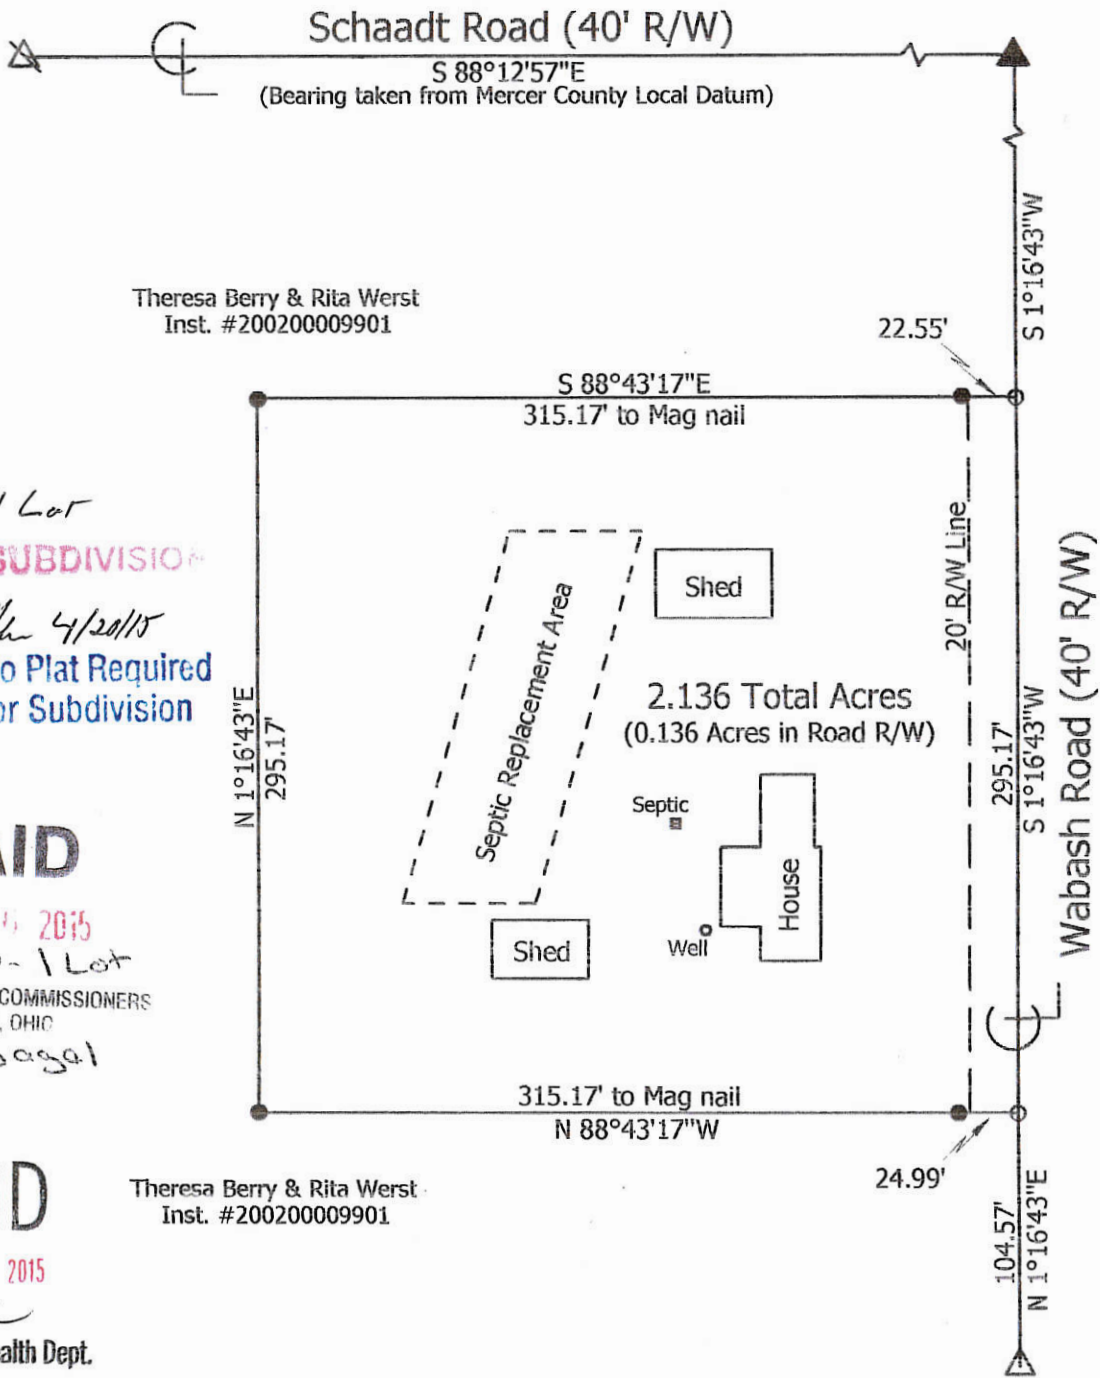 Schaadt Road (40' R/W)
S 88°12'57"E
(Bearing taken from Mercer County Local Datum)
S 1°16'43"W
Theresa Berry & Rita Werst
Inst. #200200009901
22.55'
S 88°43'17"E
315.17' to Mag nail
Lot
SUBDIVISION
4/20/15
o Plat Required
or Subdivision
20' R/W Line
Shed
Septic Replacement Area
2.136 Total Acres
(0.136 Acres in Road R/W)
N 1°16'43"E
295.17'
295.17'
S 1°16'43"W
Wabash Road (40' R/W)
Septic
House
Well
Shed
AID
2015
- 1 Lot
COMMISSIONERS
, OHIO
315.17' to Mag nail
N 88°43'17"W
24.99'
Theresa Berry & Rita Werst
Inst. #200200009901
104.57'
N 1°16'43"E
D
2015
alth Dept.